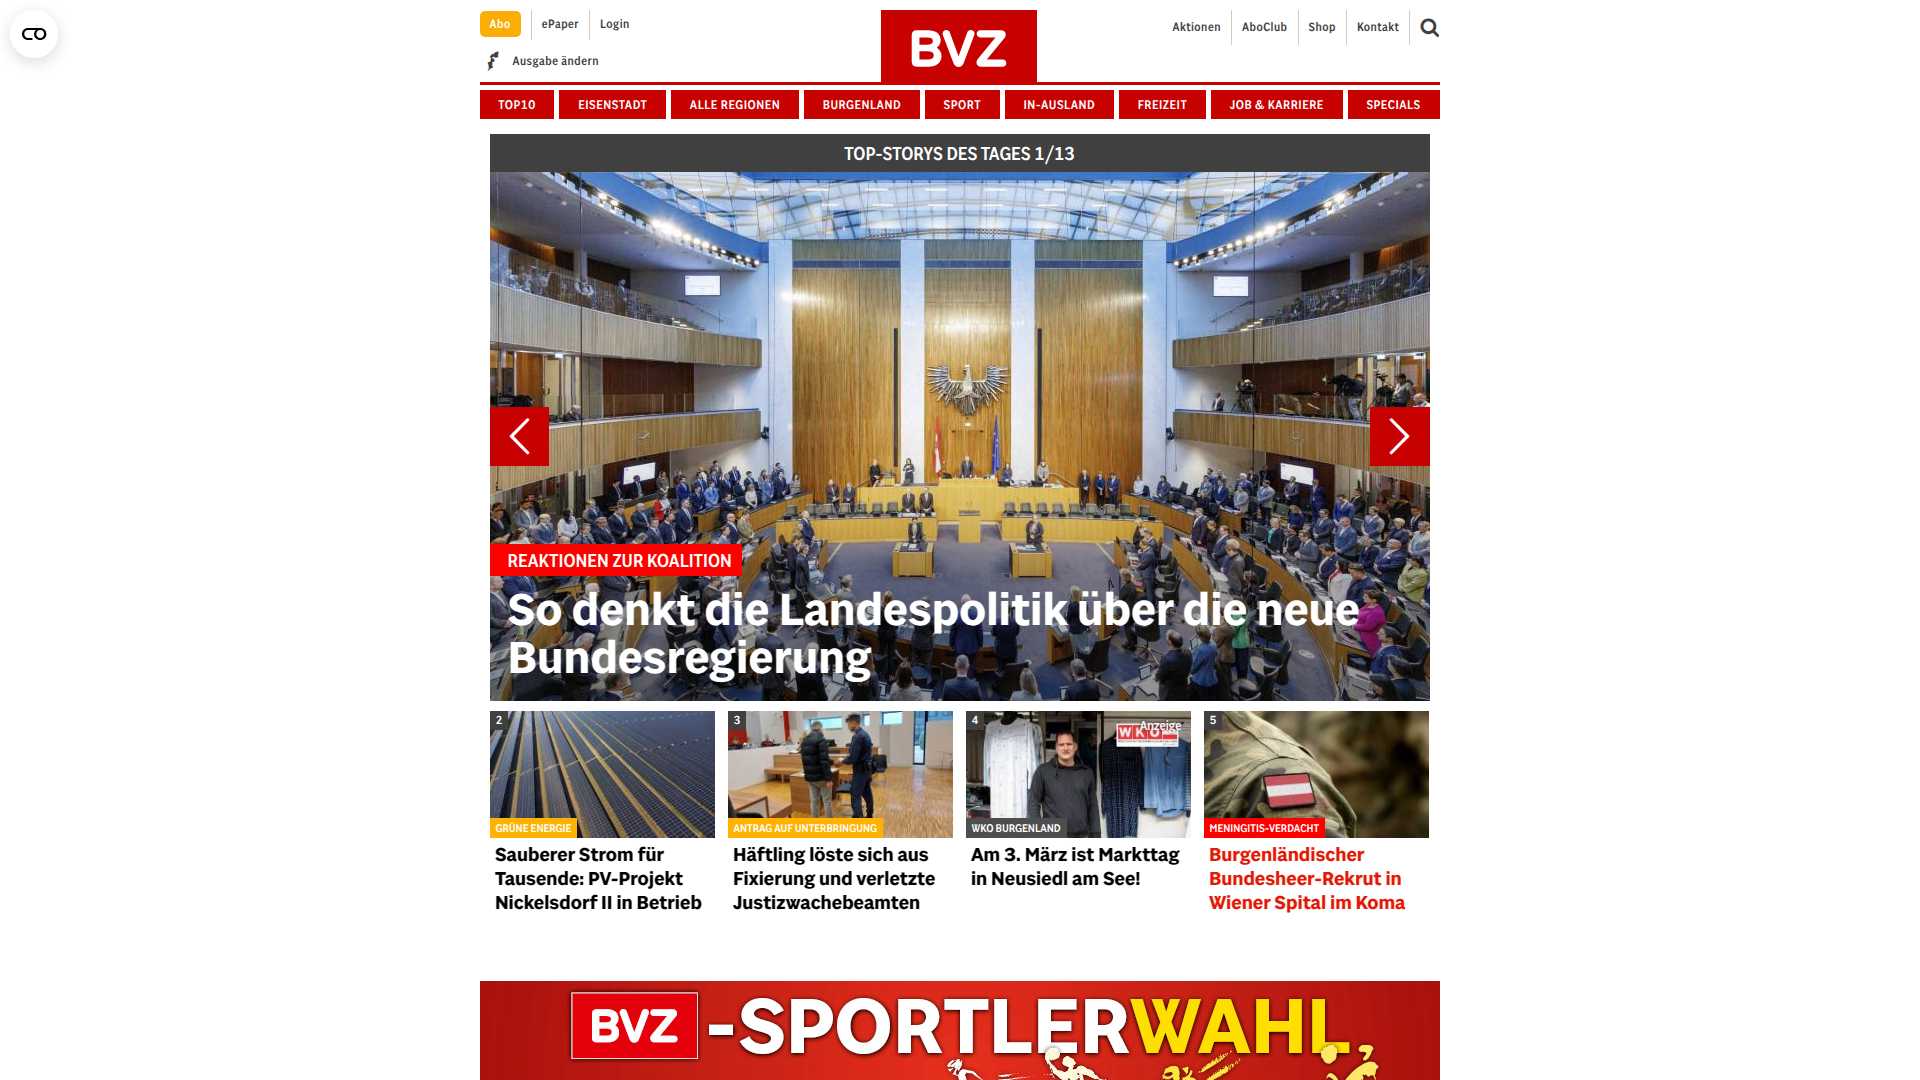 Abo
ePaper
Login
Ausgabe ändern
BVZ
Aktionen
AboClub
Shop
Kontakt
TOP10
EISENSTADT
ALLE REGIONEN
BURGENLAND
SPORT
IN-AUSLAND
FREIZEIT
JOB & KARRIERE
SPECIALS
TOP-STORYS DES TAGES 1/13
REAKTIONEN ZUR KOALITION
So denkt die Landespolitik über die neue
Bundesregierung
2
GRÜNE ENERGIE
Sauberer Strom für
Tausende: PV-Projekt
Nickelsdorf II in Betrieb
3
ANTRAG AUF UNTERBRINGUNG
Häftling löste sich aus
Fixierung und verletzte
Justizwachebeamten
4
Anzeige
WKO
WKO BURGENLAND
Am 3. März ist Markttag
in Neusiedl am See!
5
MENINGITIS-VERDACHT
Burgenländischer
Bundesheer-Rekrut in
Wiener Spital im Koma
BVZ-SPORTLERWAHL